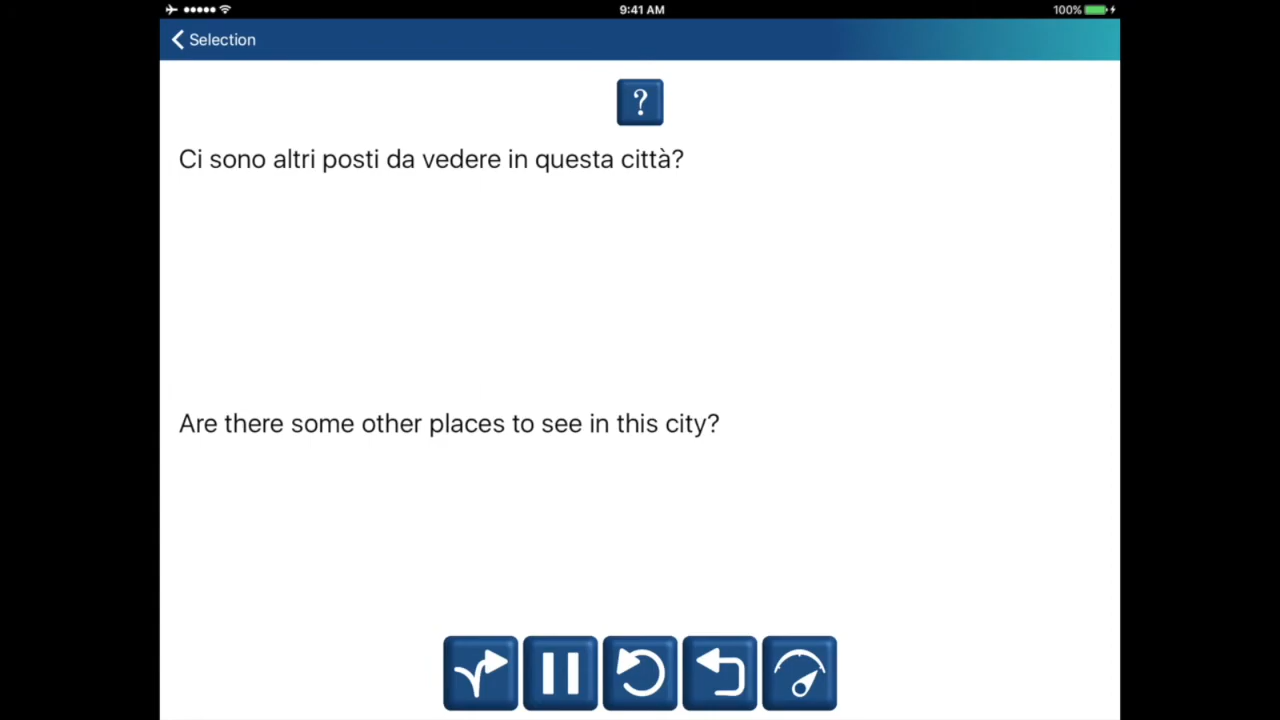 9:41 AM
100%
Selection
?
Ci sono altri posti da vedere in questa città?
Are there some other places to see in this city?